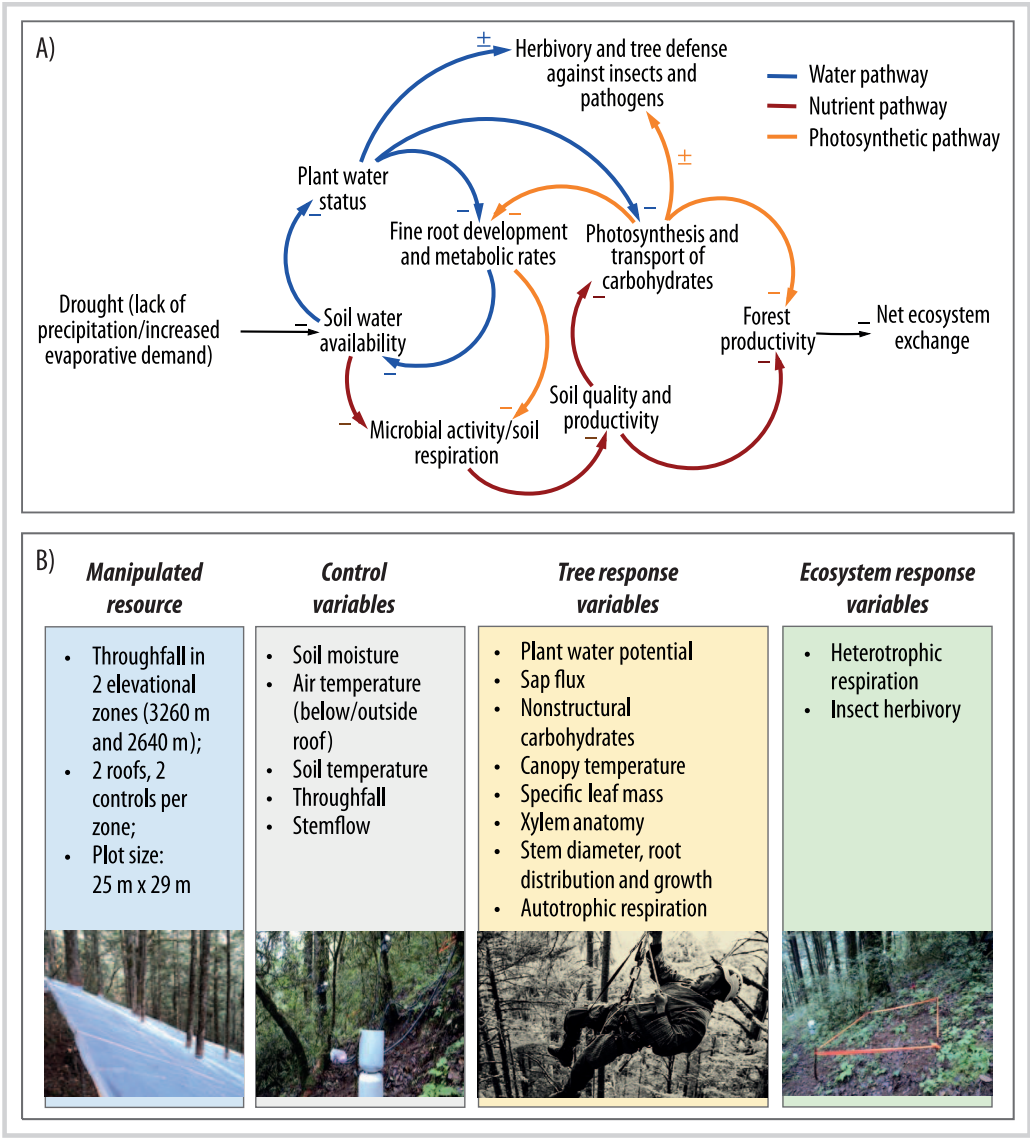 A)
±
Herbivory and tree defense
against insects and
pathogens
Water pathway
Nutrient pathway
Photosynthetic pathway
±
Plant water
status
–
–
–
–
Fine root development
and metabolic rates
Photosynthesis and
transport of
carbohydrates
–
Drought (lack of
precipitation/increased
evaporative demand)
–
Soil water
availability
–
–
Forest
productivity
–
–
Net ecosystem
exchange
–
–
Microbial activity/soil
respiration
Soil quality and
productivity
–
B)
Manipulated
resource
• Throughfall in
2 elevational
zones (3260 m
and 2640 m);
• 2 roofs, 2
controls per
zone;
• Plot size:
25 m x 29 m
Control
variables
• Soil moisture
• Air temperature
(below/outside
roof)
• Soil temperature
• Throughfall
• Stemflow
Tree response
variables
• Plant water potential
• Sap flux
• Nonstructural
carbohydrates
• Canopy temperature
• Specific leaf mass
• Xylem anatomy
• Stem diameter, root
distribution and growth
• Autotrophic respiration
Ecosystem response
variables
• Heterotrophic
respiration
• Insect herbivory